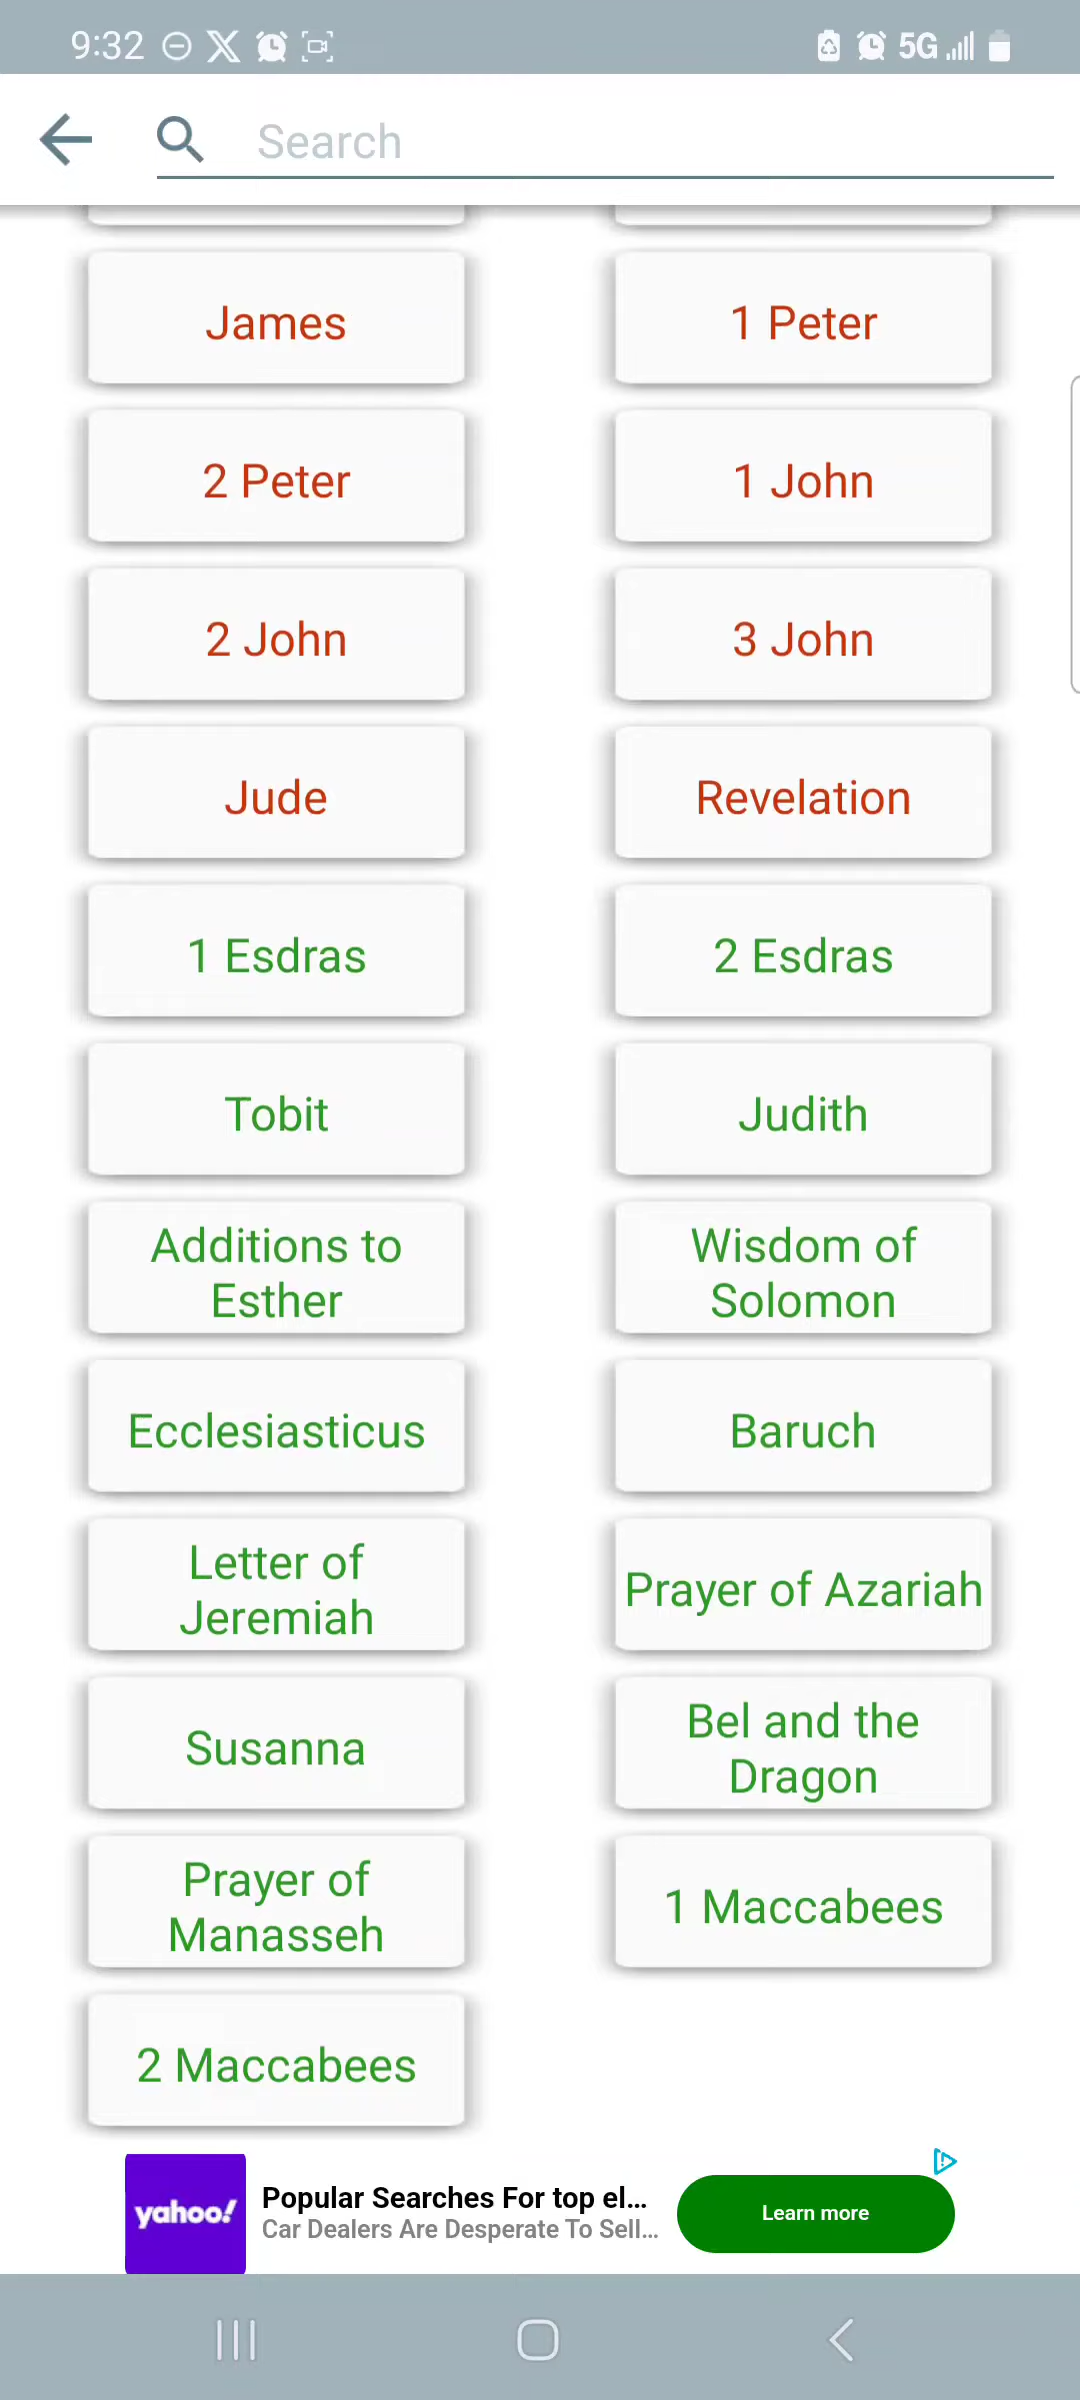 9:32
5G
Search
James
1 Peter
2 Peter
1 John
2 John
3 John
Jude
Revelation
1 Esdras
2 Esdras
Tobit
Judith
Additions to
Esther
Wisdom of
Solomon
Ecclesiasticus
Baruch
Letter of
Jeremiah
Prayer of Azariah
Susanna
Bel and the
Dragon
Prayer of
Manasseh
1 Maccabees
2 Maccabees
yahoo!
Popular Searches For top el...
Car Dealers Are Desperate To Sell...
Learn more